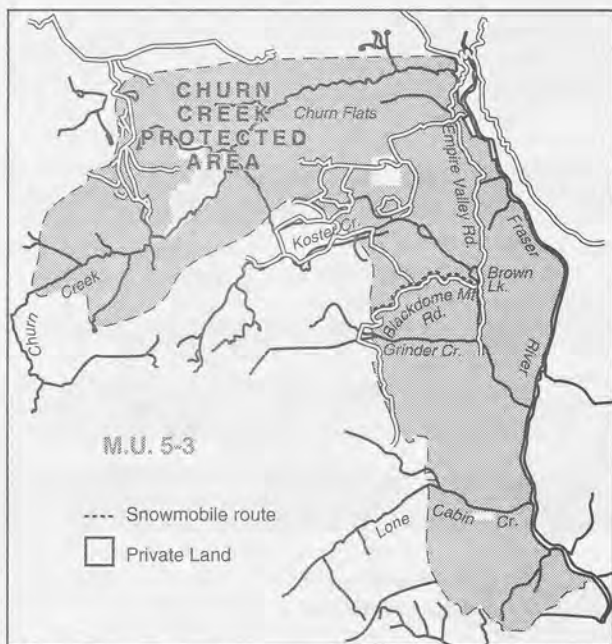 CHURN
CREEK
PROTECTED
AREA
Churn Flats
Empire Valley Rd.
Fraser
River
Koster Cr.
Brown
Lk.
Blackdome Mt
Rd.
Grinder Cr.
Churn
Creek
M.U. 5-3
Lone Cabin Cr.
Snowmobile route
Private Land